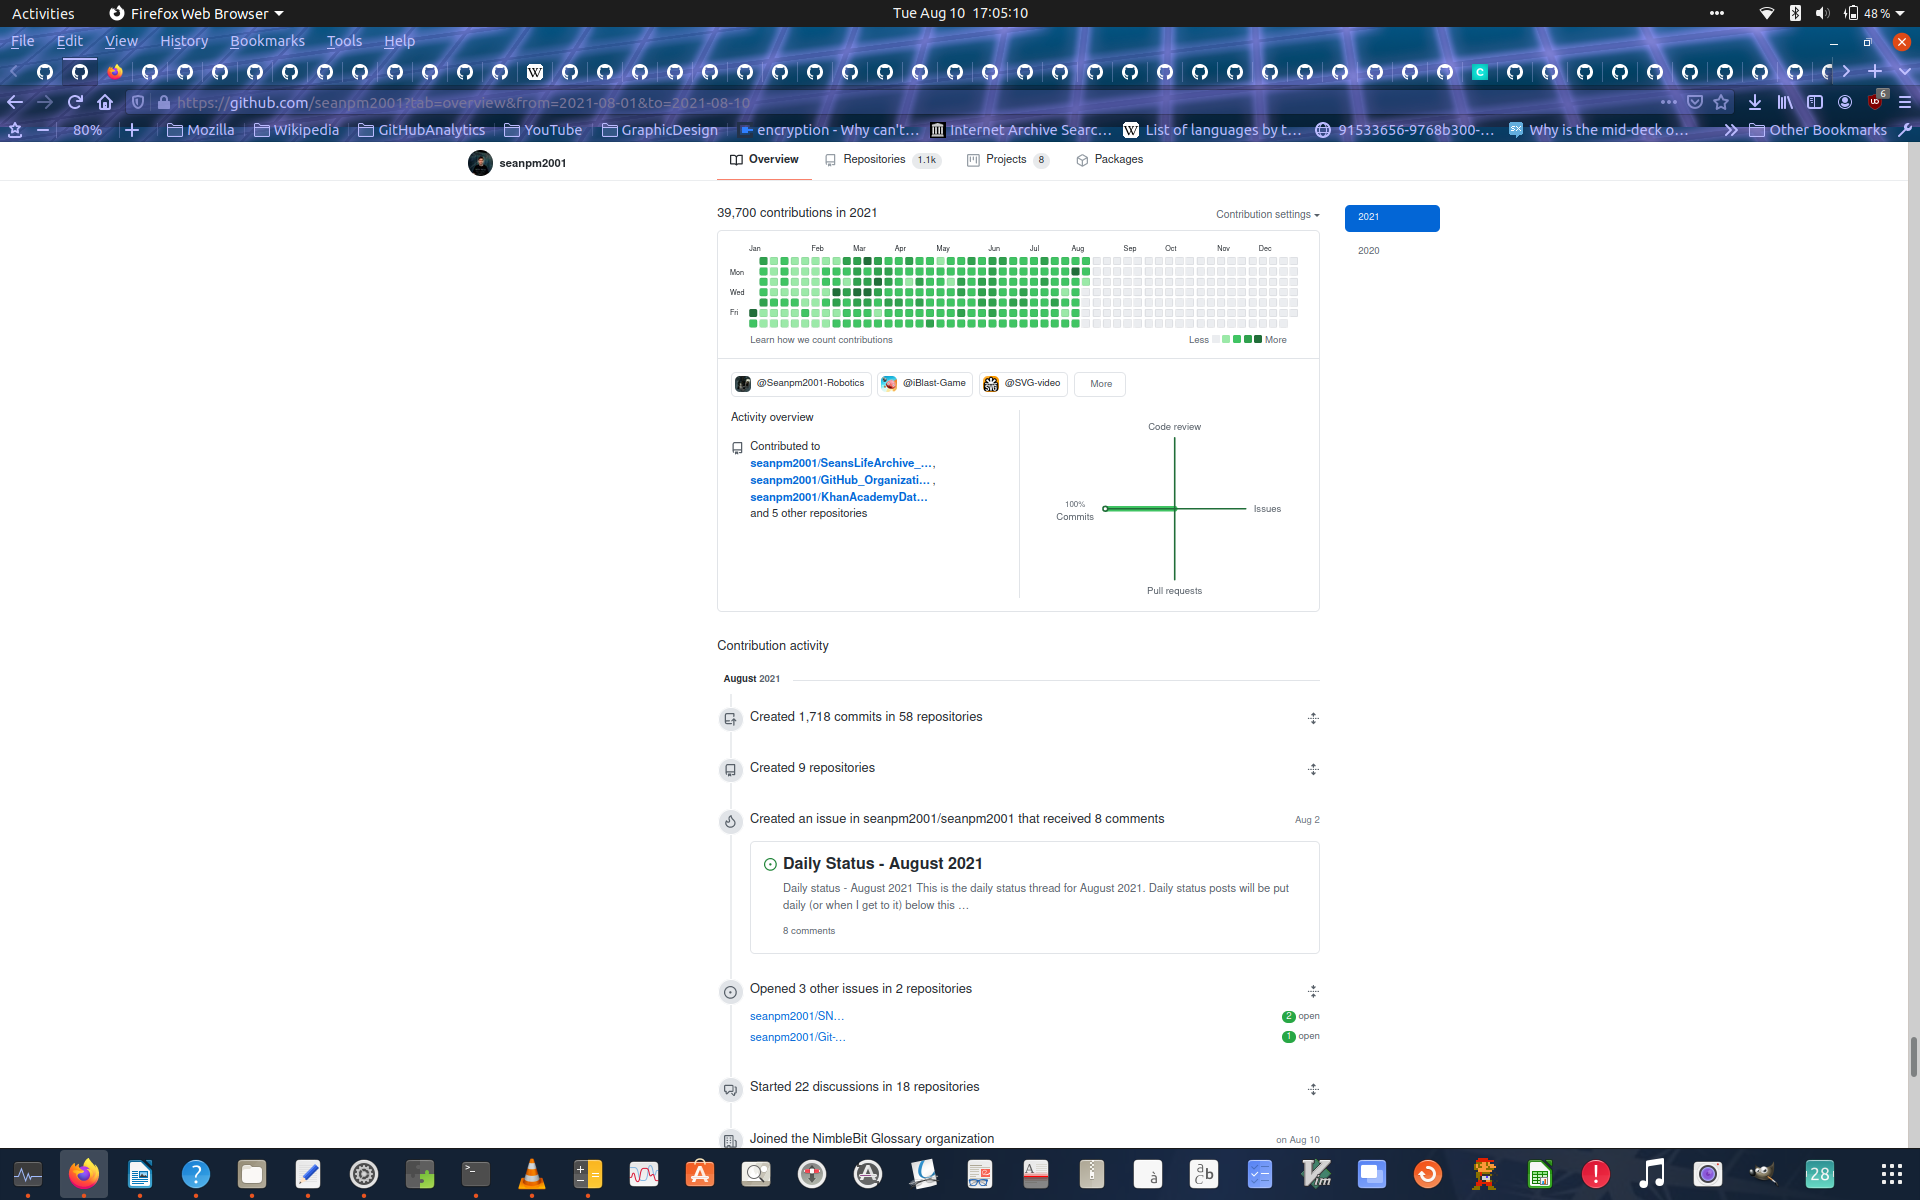 Activities
Firefox Web Browser
Tue Aug 10 17:05:10
48 %
File Edit View History Bookmarks Tools Help
https://github.com/seanpm2001?tab=overview&from=2021-08-01&to=2021-08-10
6
80%
Mozilla
Wikipedia
GitHubAnalytics
YouTube
GraphicDesign
encryption - Why can't…
Internet Archive Searc…
List of languages by t…
91533656-9768b300-…
Why is the mid-deck o…
Other Bookmarks
seanpm2001
Overview
Repositories 1.1k
Projects 8
Packages
39,700 contributions in 2021
Contribution settings
2021
2020
Jan Feb Mar Apr May Jun Jul Aug Sep Oct Nov Dec
Mon
Wed
Fri
Learn how we count contributions
Less
More
@Seanpm2001-Robotics
@iBlast-Game
@SVG-video
More
Activity overview
Contributed to
seanpm2001/SeansLifeArchive_…,
seanpm2001/GitHub_Organizati… ,
seanpm2001/KhanAcademyDat…
and 5 other repositories
Code review
100%
Commits
Issues
Pull requests
Contribution activity
August 2021
Created 1,718 commits in 58 repositories
Created 9 repositories
Created an issue in seanpm2001/seanpm2001 that received 8 comments
Aug 2
Daily Status - August 2021
Daily status - August 2021 This is the daily status thread for August 2021. Daily status posts will be put
daily (or when I get to it) below this …
8 comments
Opened 3 other issues in 2 repositories
seanpm2001/SN…
2 open
seanpm2001/Git-…
1 open
Started 22 discussions in 18 repositories
Joined the NimbleBit Glossary organization
on Aug 10
28